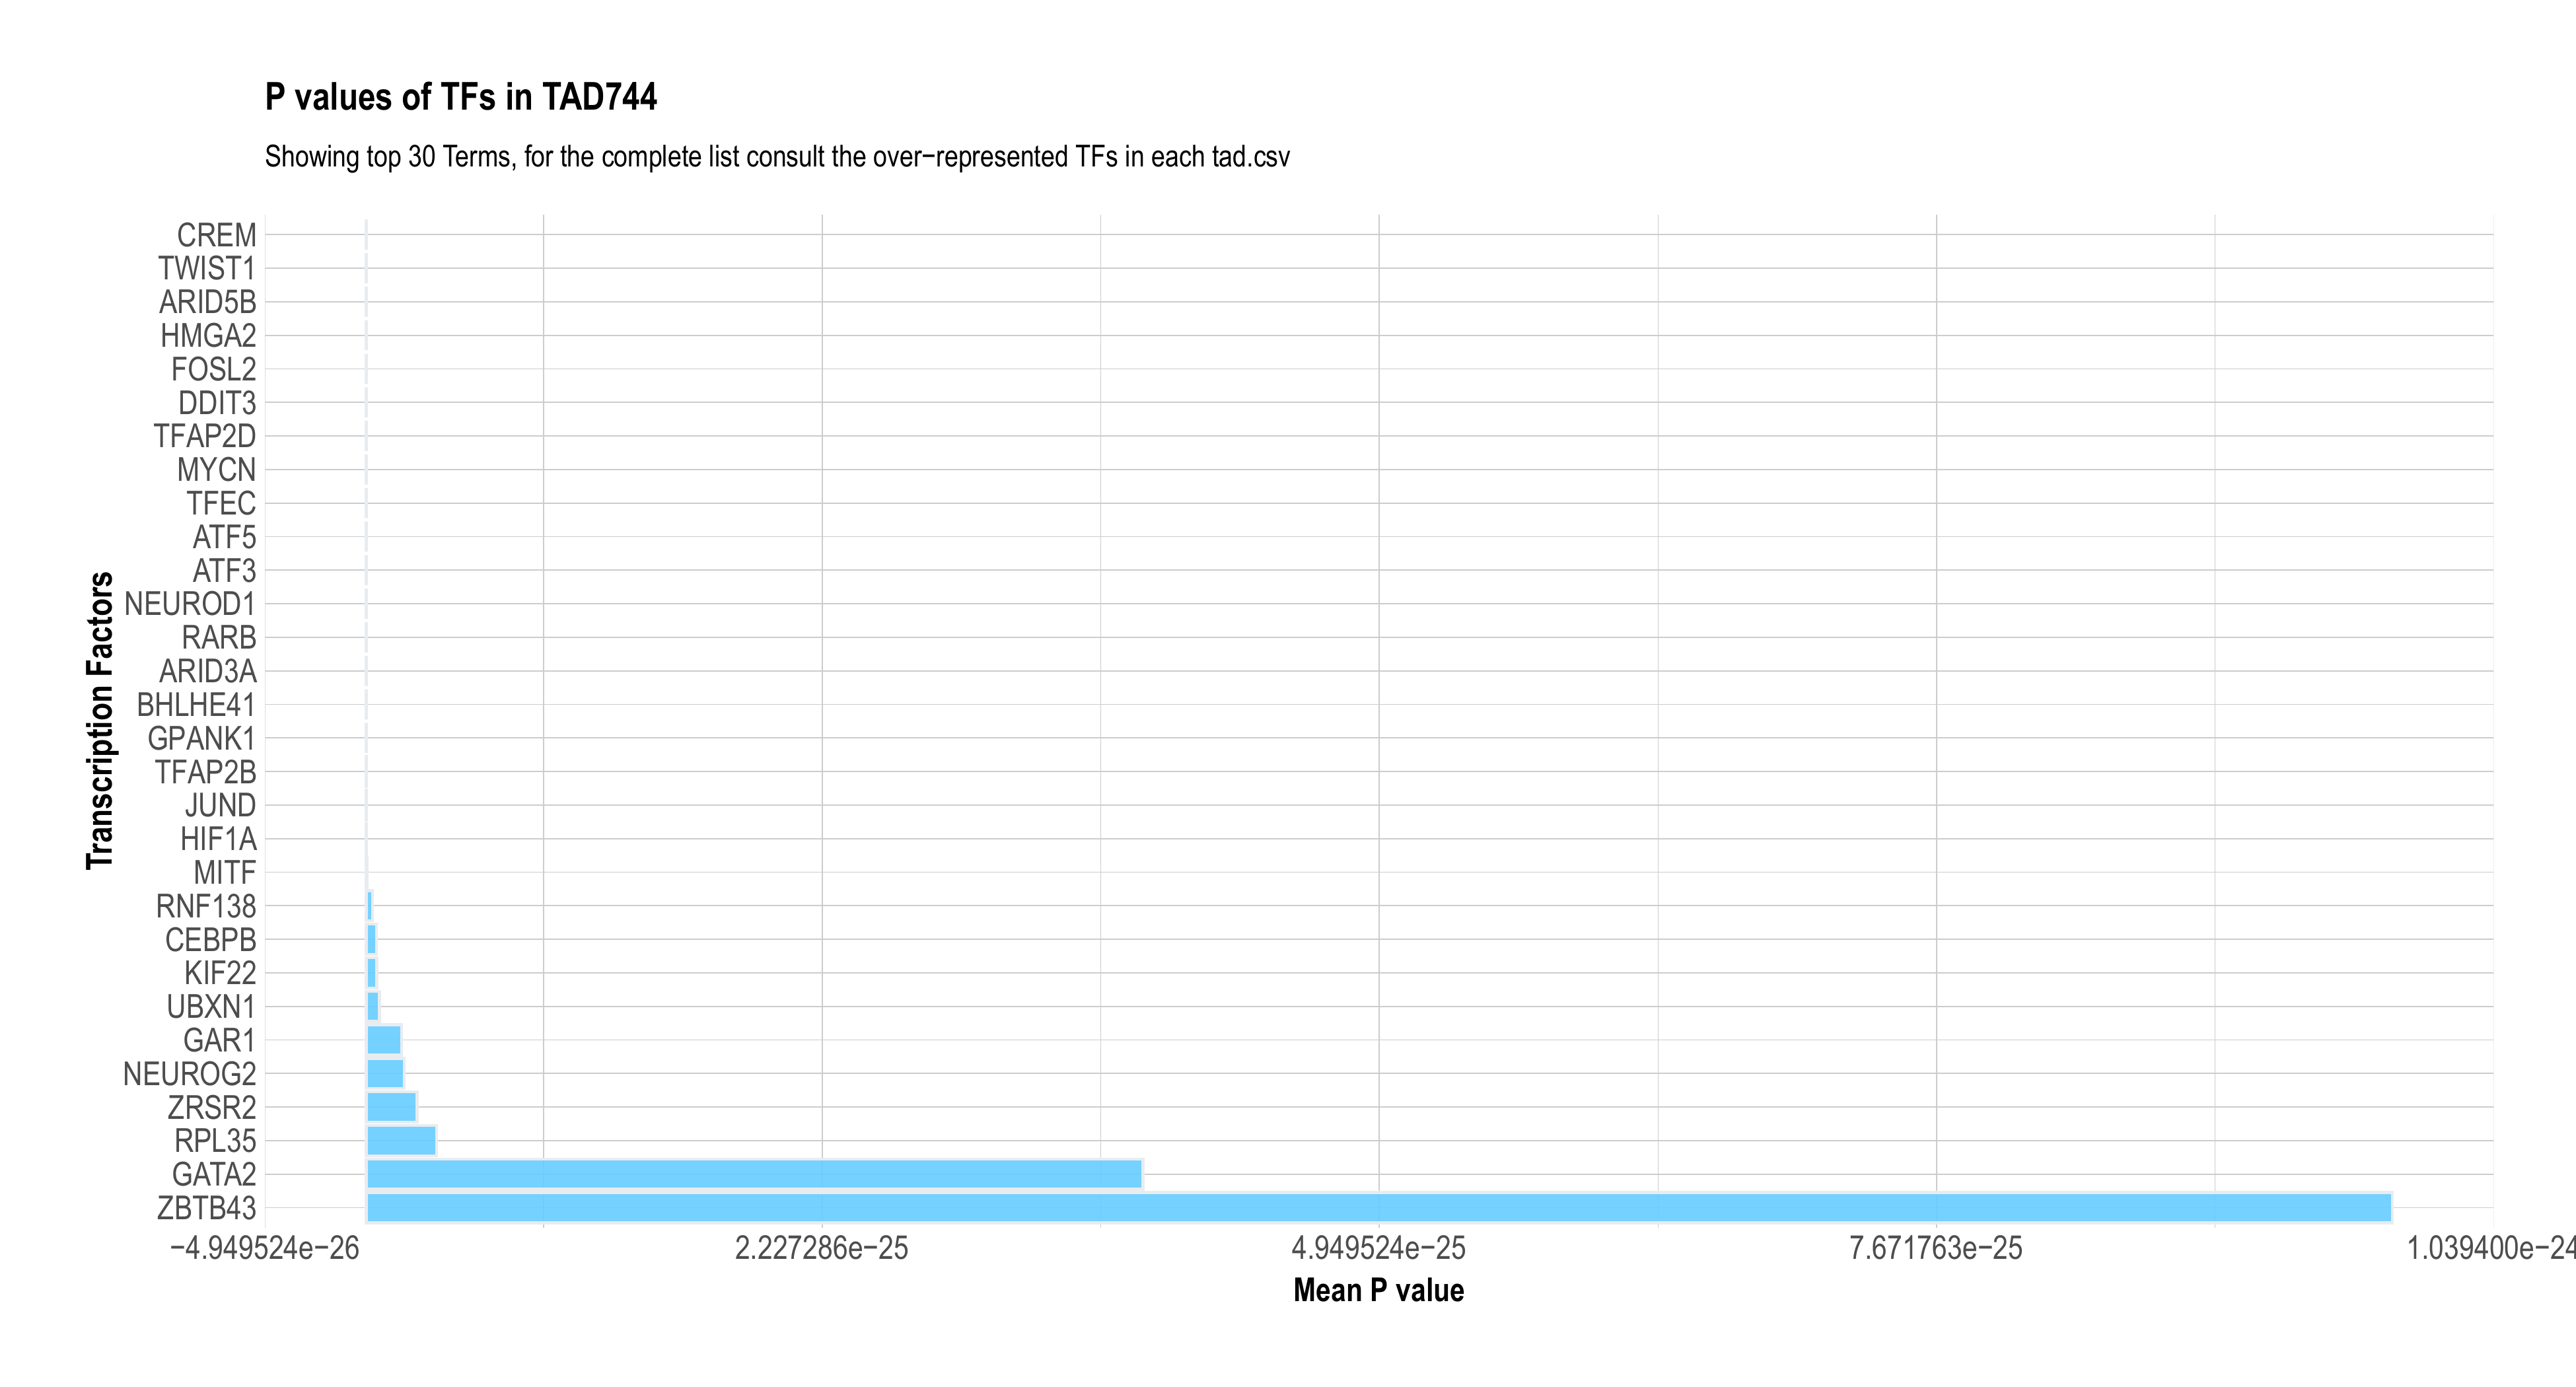 P values of TFs in TAD744
Showing top 30 Terms, for the complete list consult the over−represented TFs in each tad.csv
Transcription Factors
CREM
TWIST1
ARID5B
HMGA2
FOSL2
DDIT3
TFAP2D
MYCN
TFEC
ATF5
ATF3
NEUROD1
RARB
ARID3A
BHLHE41
GPANK1
TFAP2B
JUND
HIF1A
MITF
RNF138
CEBPB
KIF22
UBXN1
GAR1
NEUROG2
ZRSR2
RPL35
GATA2
ZBTB43
−4.949524e−26 2.227286e−25 4.949524e−25 7.671763e−25 1.039400e−24
Mean P value